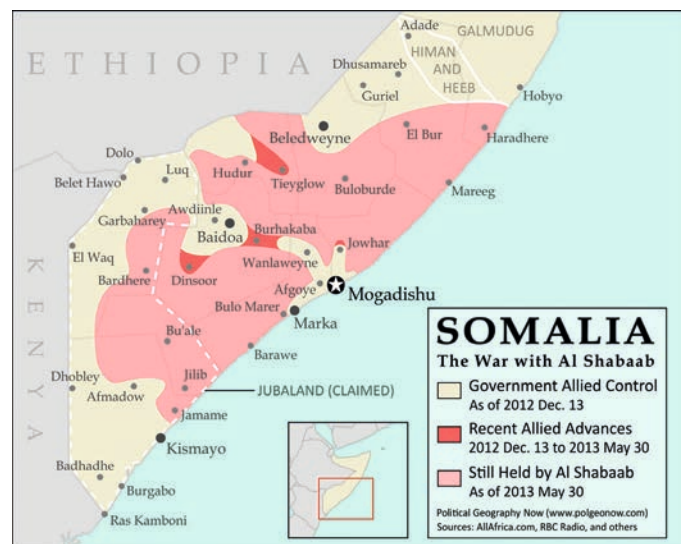 ETHIOPIA
KENYA
GALMUDUG
Adade
HIMAN
AND
HEEB
Dhusamareb
Guriel
Hobyo
Beledweyne
El Bur
Haradhere
Dolo
Luq
Hudur
Tieyglow
Buloburde
Mareeg
Belet Hawo
Garbaharey
Awdiinle
Baidoa
Burhakaba
Jowhar
El Waq
Bardhere
Dinsoor
Wanlaweyne
Afgoye
Mogadishu
Bulo Marer
Marka
Bu'ale
Barawe
Dhobley
Afmadow
Jilib
JUBALAND (CLAIMED)
Jamame
Kismayo
Badhadhe
Burgabo
Ras Kamboni
SOMALIA
The War with Al Shabaab
Government Allied Control
As of 2012 Dec. 13
Recent Allied Advances
2012 Dec. 13 to 2013 May 30
Still Held by Al Shabaab
As of 2013 May 30
Political Geography Now (www.polgeonow.com)
Sources: AllAfrica.com, RBC Radio, and others